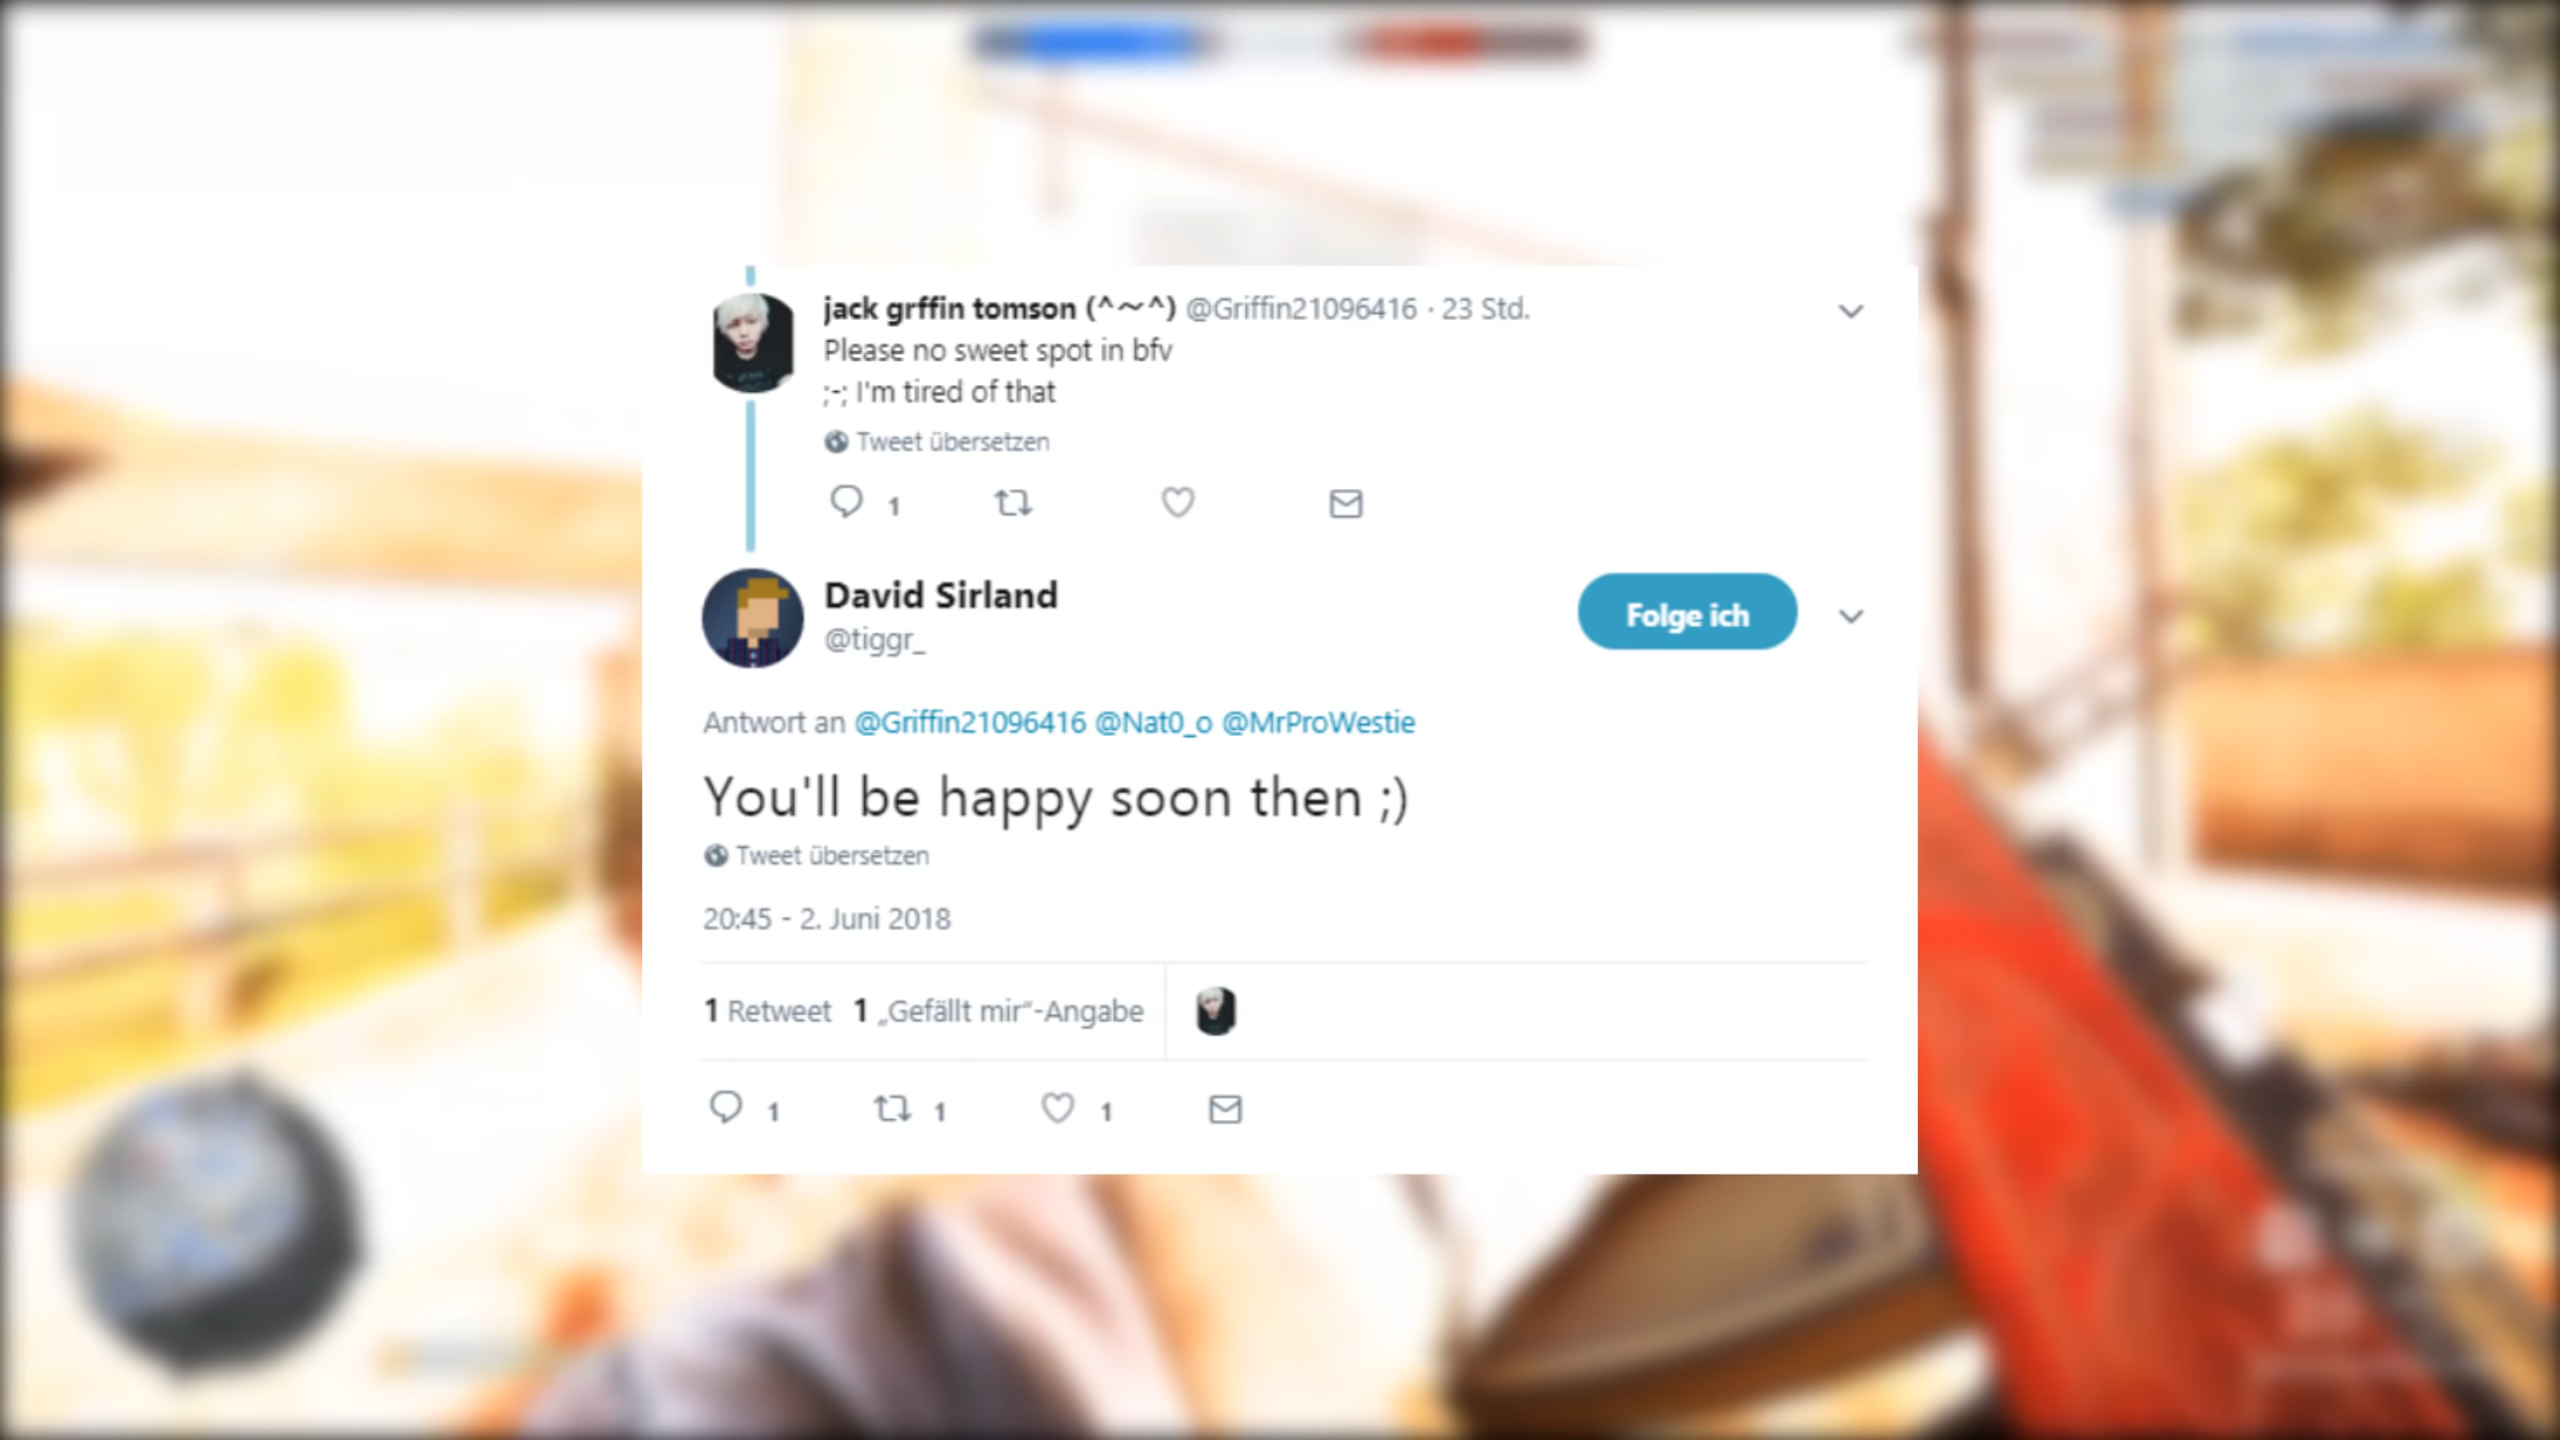 jack grffin tomson (^~^) @Griffin21096416 · 23 Std.
Please no sweet spot in bfv
;-; I'm tired of that
Tweet übersetzen
1
David Sirland
Folge ich
@tiggr_
Antwort an @Griffin21096416 @Nat0_o @MrProWestie
You'll be happy soon then ;)
Tweet übersetzen
20:45 - 2. Juni 2018
1 Retweet 1 „Gefällt mir“-Angabe
1 1 1